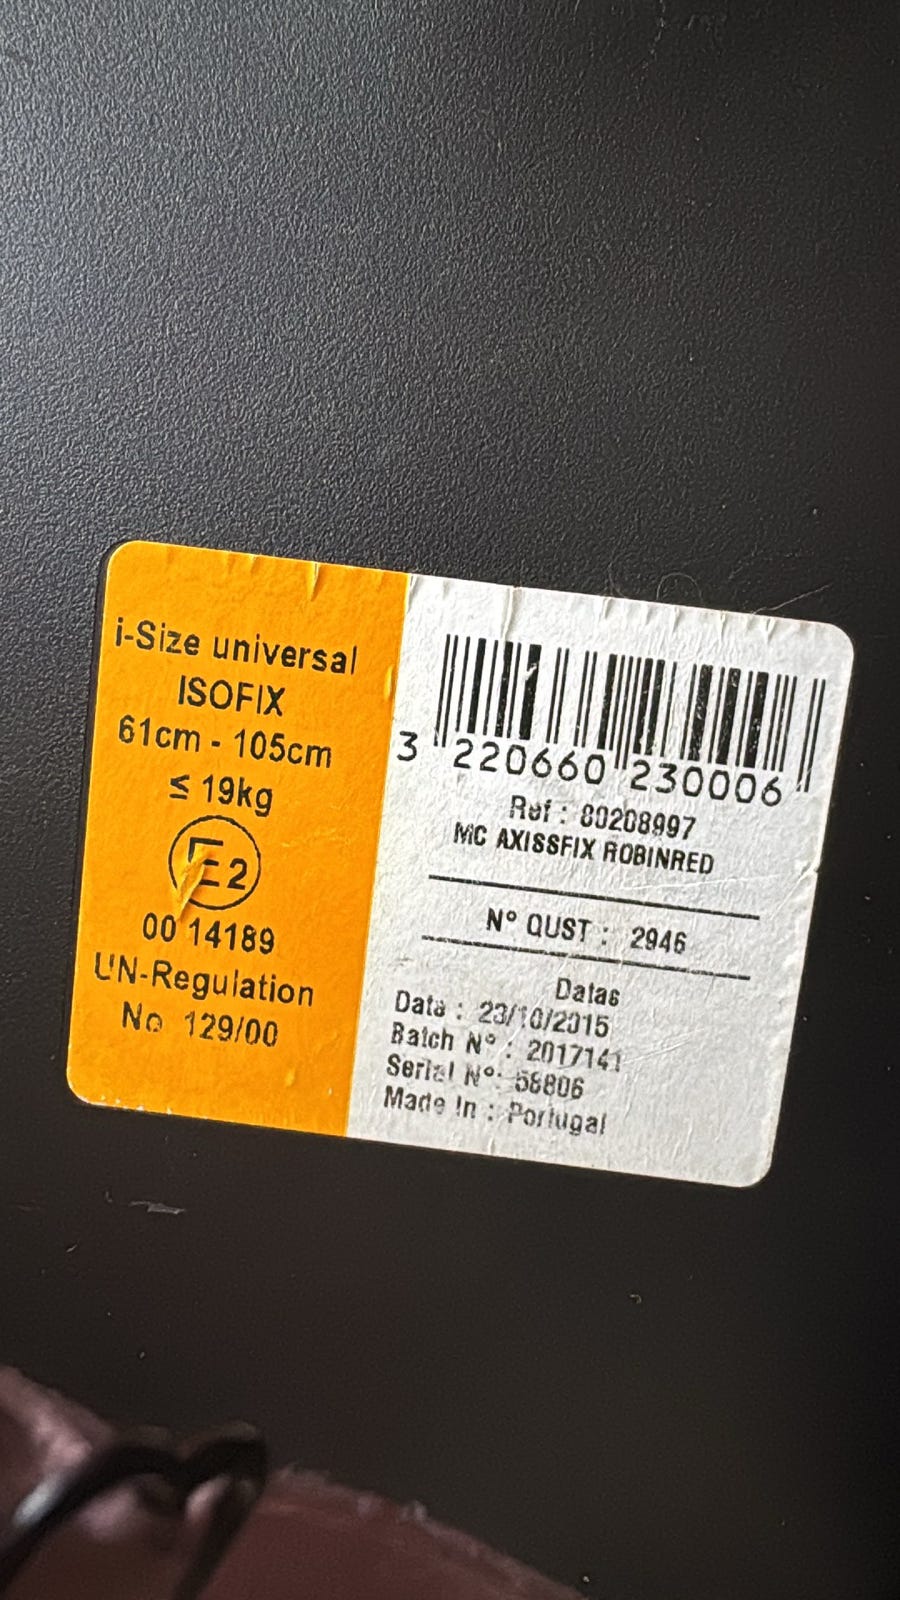 i-Size universal
ISOFIX
61cm - 105cm
≤ 19kg
E2
00 14189
UN-Regulation
No 129/00
3 220660 230006
Ref : 80208997
MC AXISSFIX ROBINRED
N° QUST : 2946
Datas
Data : 23/10/2015
Batch N° : 2017141
Serial N°: 58806
Made In : Portugal